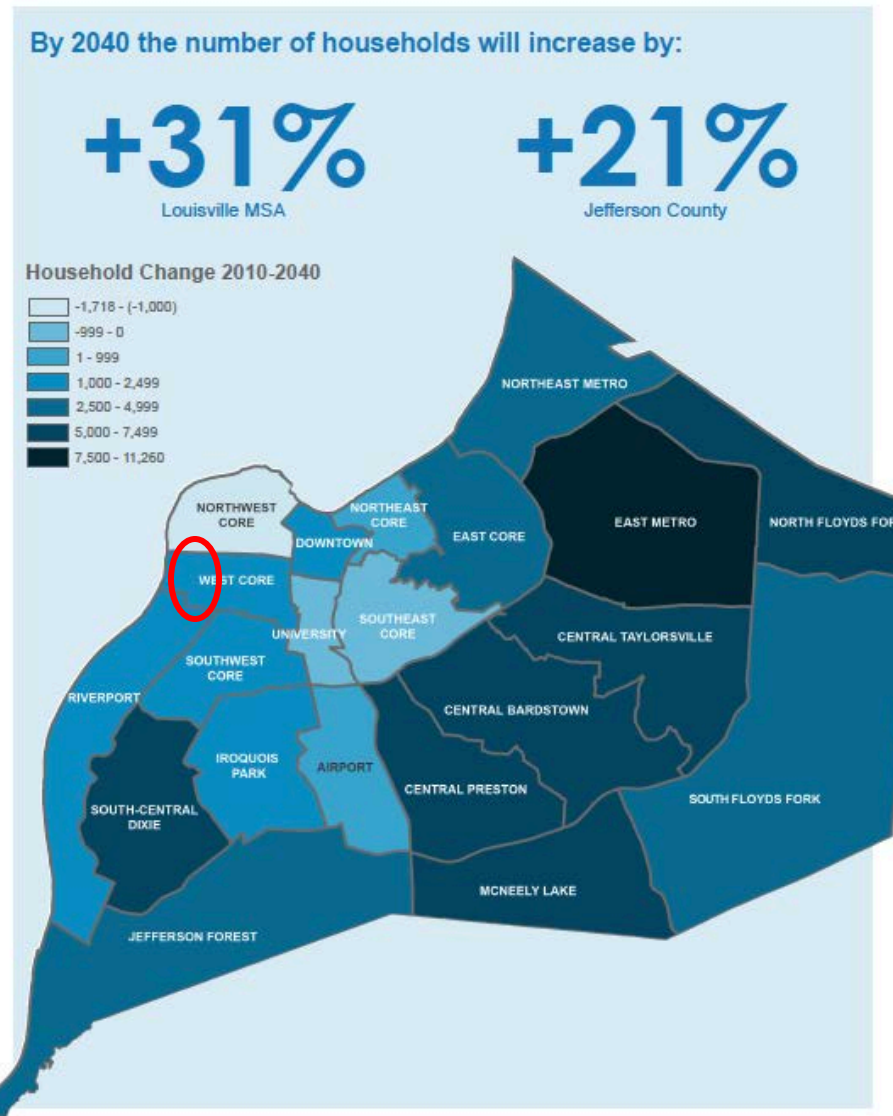 By 2040 the number of households will increase by:
+31%
Louisville MSA
+21%
Jefferson County
Household Change 2010-2040
-1,718 - (-1,000)
-999 - 0
1 - 999
1,000 - 2,499
2,500 - 4,999
5,000 - 7,499
7,500 - 11,260
NORTHEAST METRO
NORTHWEST
CORE
NORTHEAST
CORE
DOWNTOWN
EAST CORE
EAST METRO
NORTH FLOYDS FOR
WEST CORE
UNIVERSITY
SOUTHEAST
CORE
CENTRAL TAYLORSVILLE
SOUTHWEST
CORE
RIVERPORT
CENTRAL BARDSTOWN
IROQUOIS
PARK
AIRPORT
CENTRAL PRESTON
SOUTH FLOYDS FORK
SOUTH-CENTRAL
DIXIE
MCNEELY LAKE
JEFFERSON FOREST